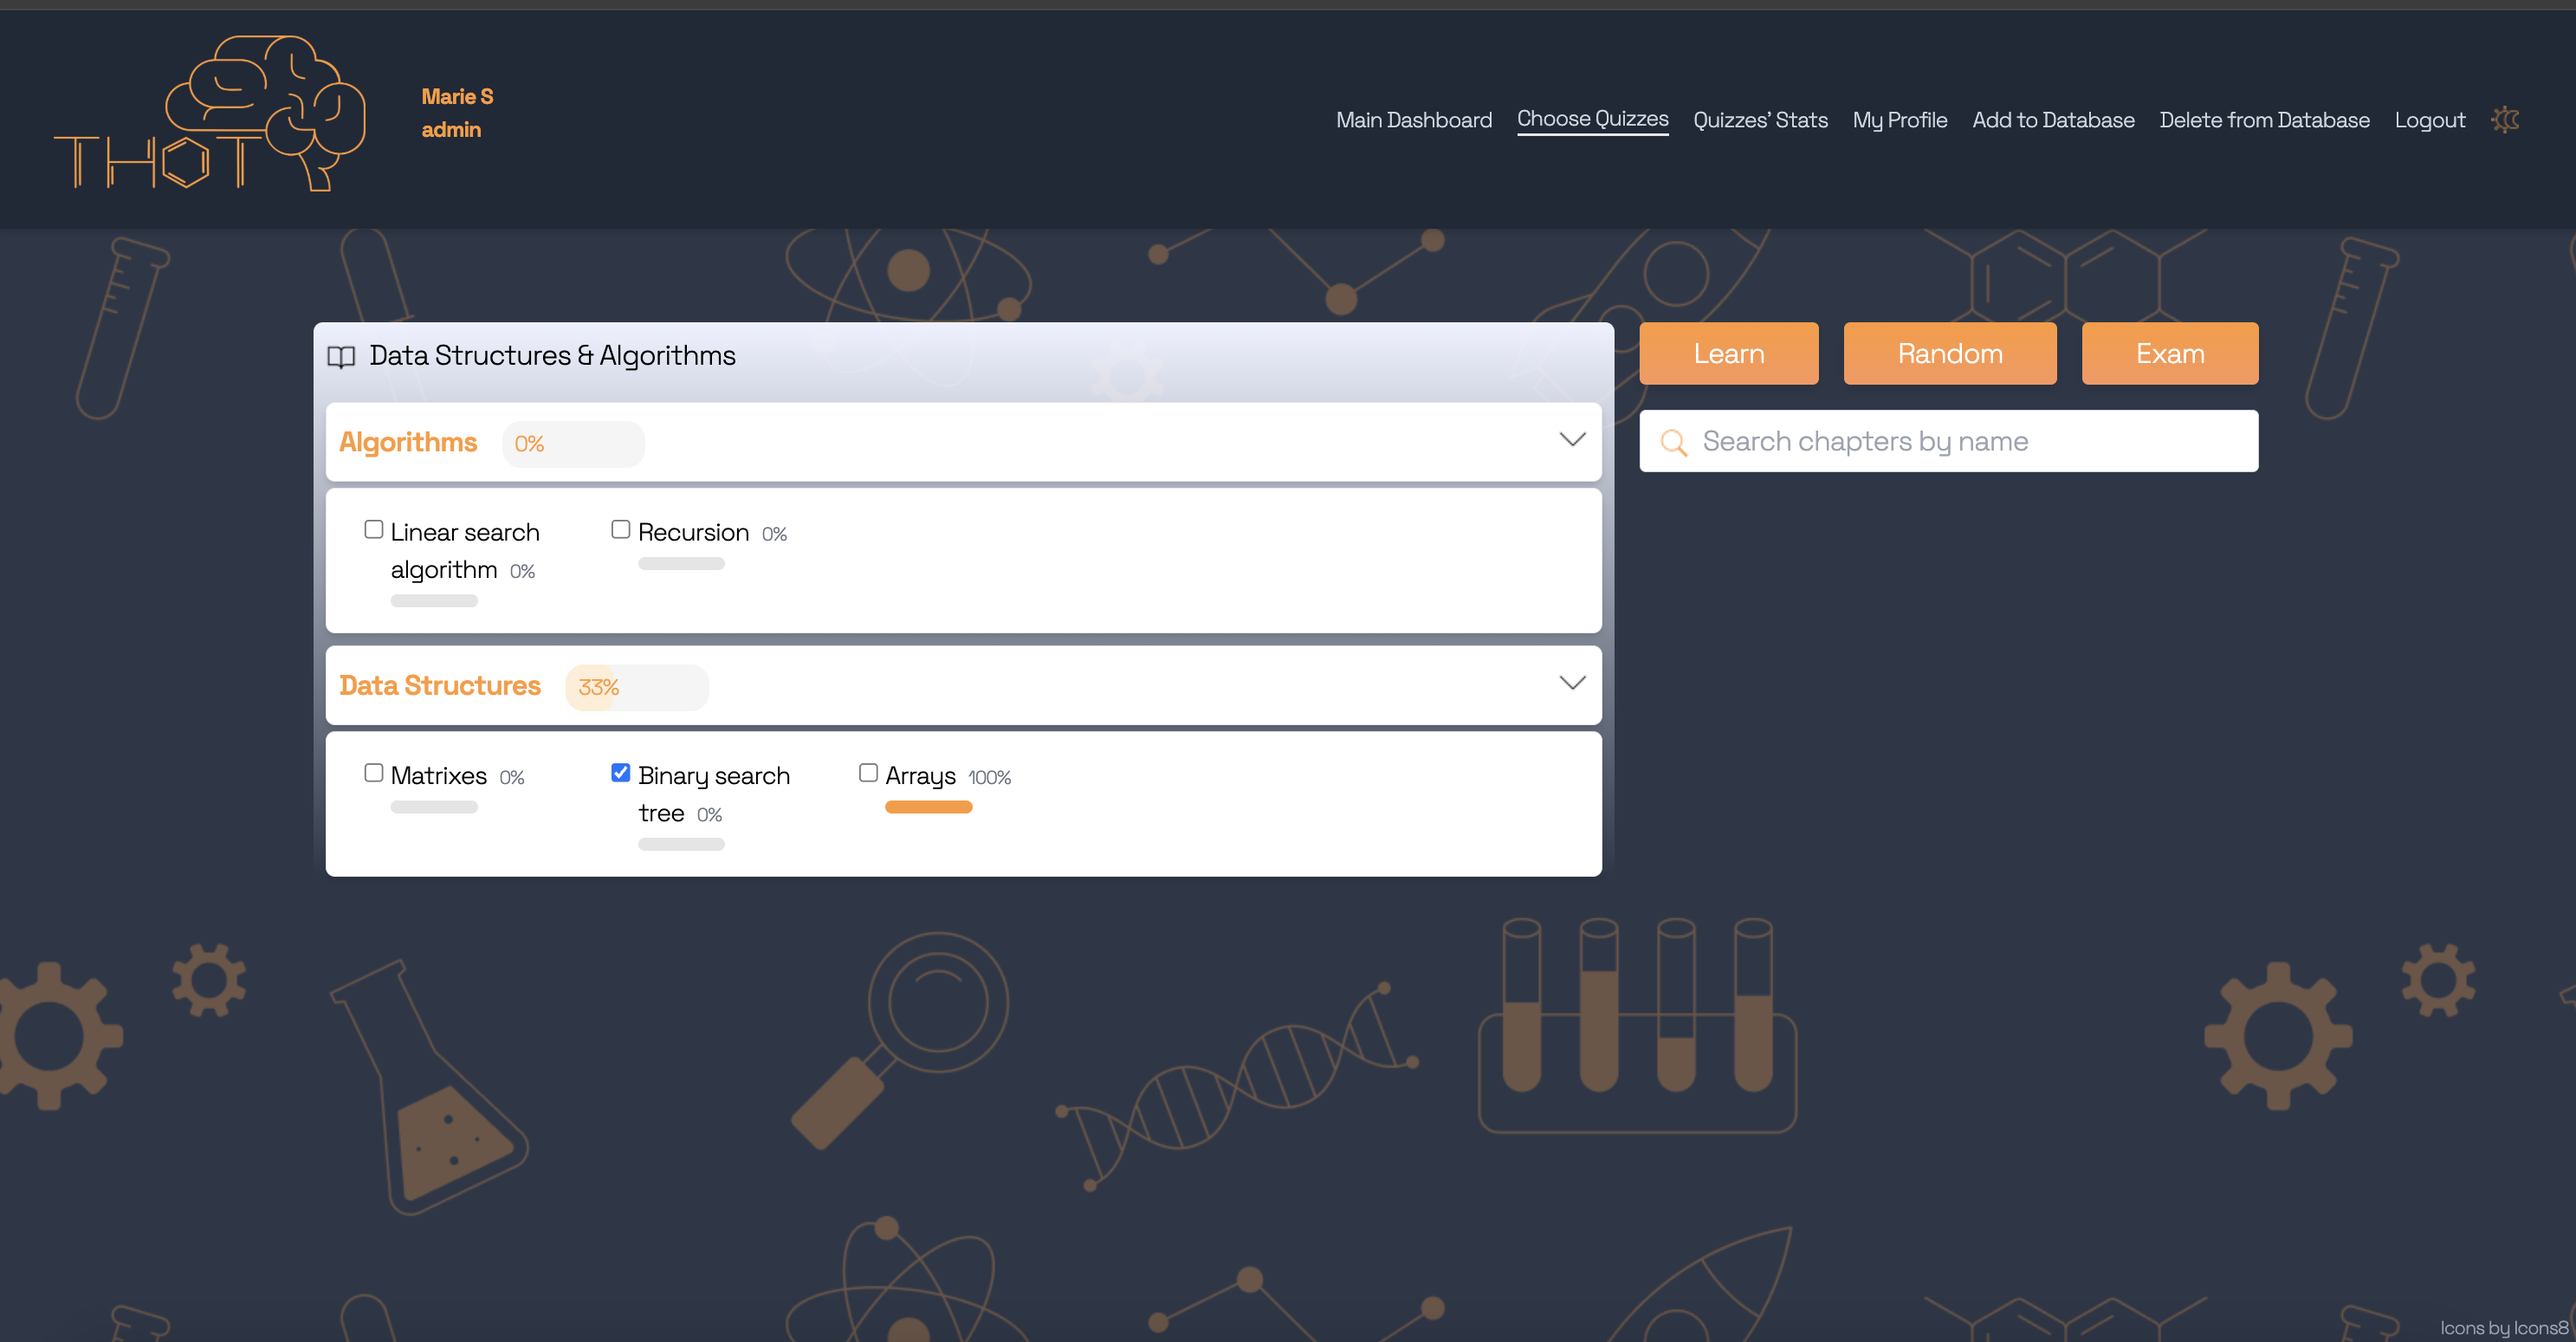 THOT
Marie S
admin
Main Dashboard Choose Quizzes Quizzes' Stats My Profile Add to Database Delete from Database Logout
Data Structures & Algorithms
Learn Random Exam
Algorithms 0%
Search chapters by name
Linear search
algorithm 0%
Recursion 0%
Data Structures 33%
Matrixes 0%
Binary search
tree 0%
Arrays 100%
Icons by Icons8